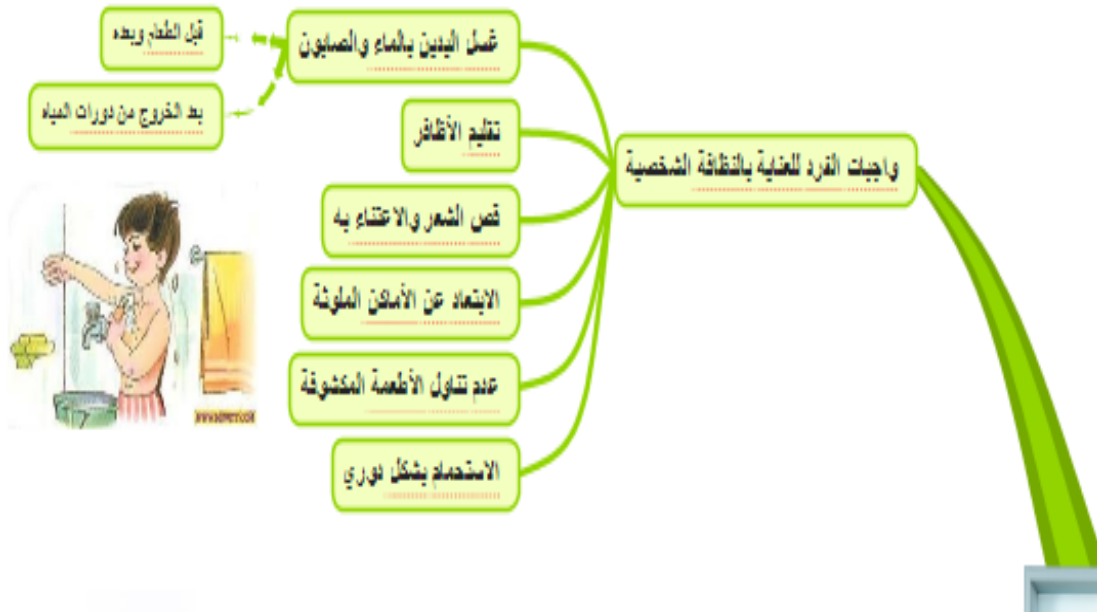 واجبات الفرد للعناية بالنظافة الشخصية
غسل اليدين بالماء والصابون
قبل الطعام وبعده
بعد الخروج من دورات المياه
تقليم الأظافر
قص الشعر والاعتناء به
الابتعاد عن الأماكن الملوثة
عدم تناول الأطعمة المكشوفة
الاستحمام بشكل دوري